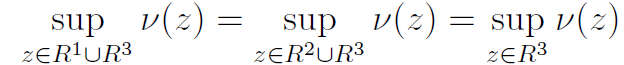 sup_{z∈R^1∪R^3} ν(z) = sup_{z∈R^2∪R^3} ν(z) = sup_{z∈R^3} ν(z)